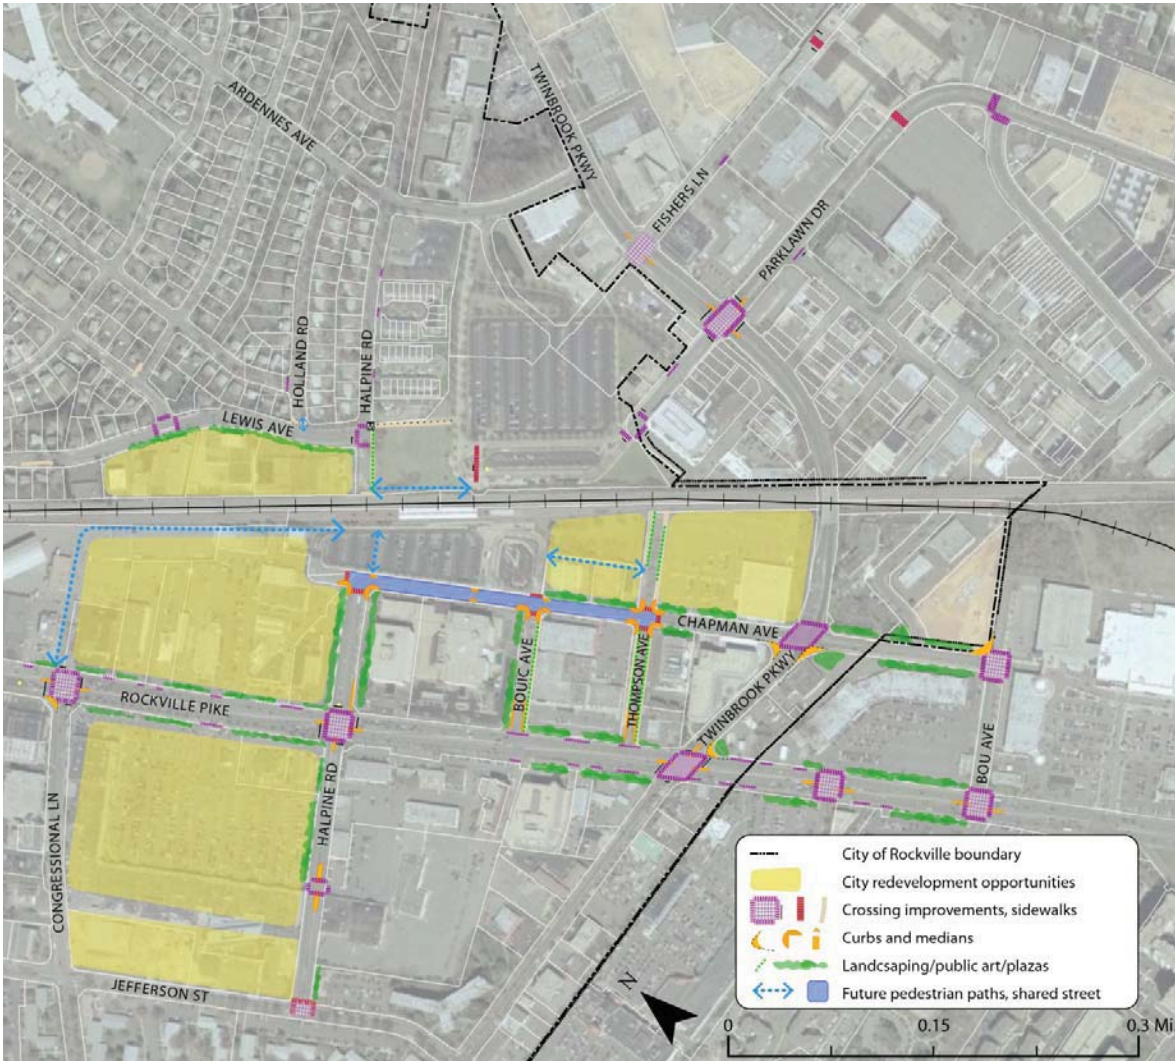 TWINBROOK PKWY
ARDENNES AVE
FISHERS LN
PARKLAWN DR
HOLLAND RD
HALPINE RD
LEWIS AVE
CHAPMAN AVE
BOUIC AVE
THOMPSON AVE
TWINBROOK PKWY
ROCKVILLE PIKE
BOU AVE
HALPINE RD
CONGRESSIONAL LN
JEFFERSON ST
City of Rockville boundary
City redevelopment opportunities
Crossing improvements, sidewalks
Curbs and medians
Landcsaping/public art/plazas
Future pedestrian paths, shared street
N
0 0.15 0.3 Mi